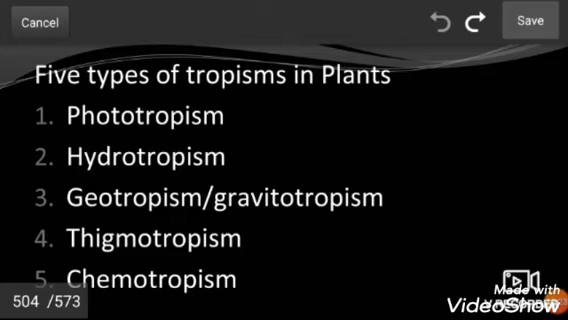 Cancel
Save
Five types of tropisms in Plants
1. Phototropism
2. Hydrotropism
3. Geotropism/gravitotropism
4. Thigmotropism
5. Chemotropism
504 /573
Made with
VideoShow